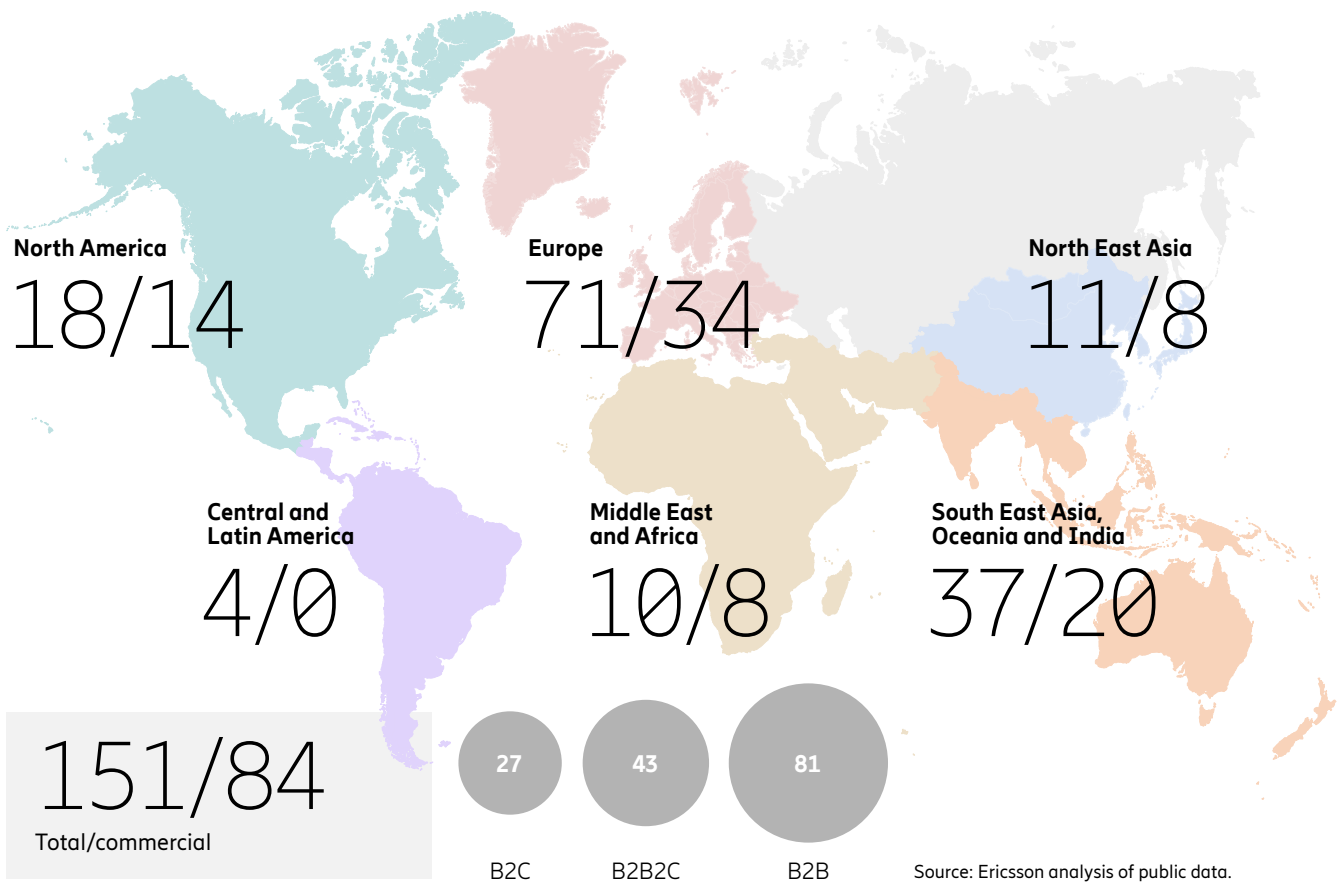 North America
18/14
Europe
71/34
North East Asia
11/8
Central and
Latin America
4/0
Middle East
and Africa
10/8
South East Asia,
Oceania and India
37/20
151/84
Total/commercial
27
43
81
B2C
B2B2C
B2B
Source: Ericsson analysis of public data.